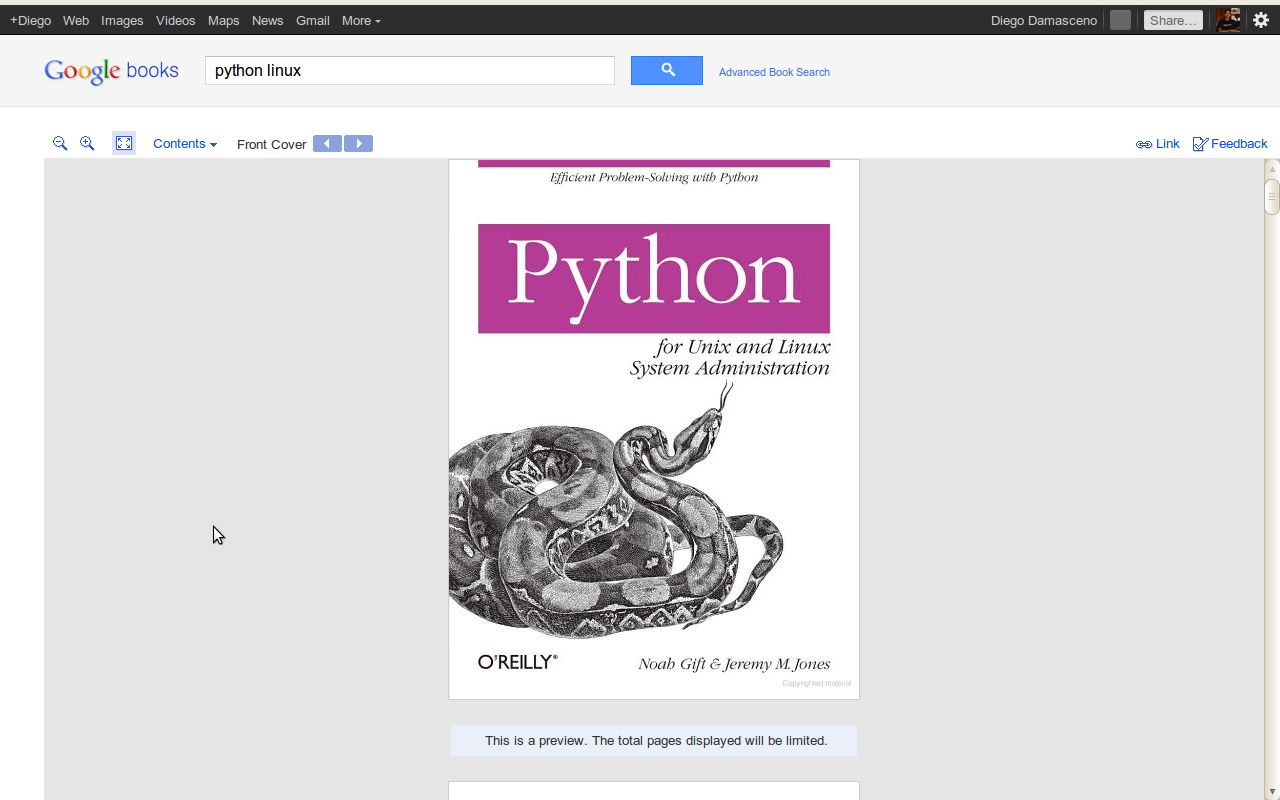 +Diego Web Images Videos Maps News Gmail More Diego Damasceno Share...
Google books python linux Advanced Book Search
Contents Front Cover Link Feedback
Efficient Problem-Solving with Python
Python
for Unix and Linux
System Administration
O'REILLY® Noah Gift & Jeremy M. Jones
Copyrighted material
This is a preview. The total pages displayed will be limited.